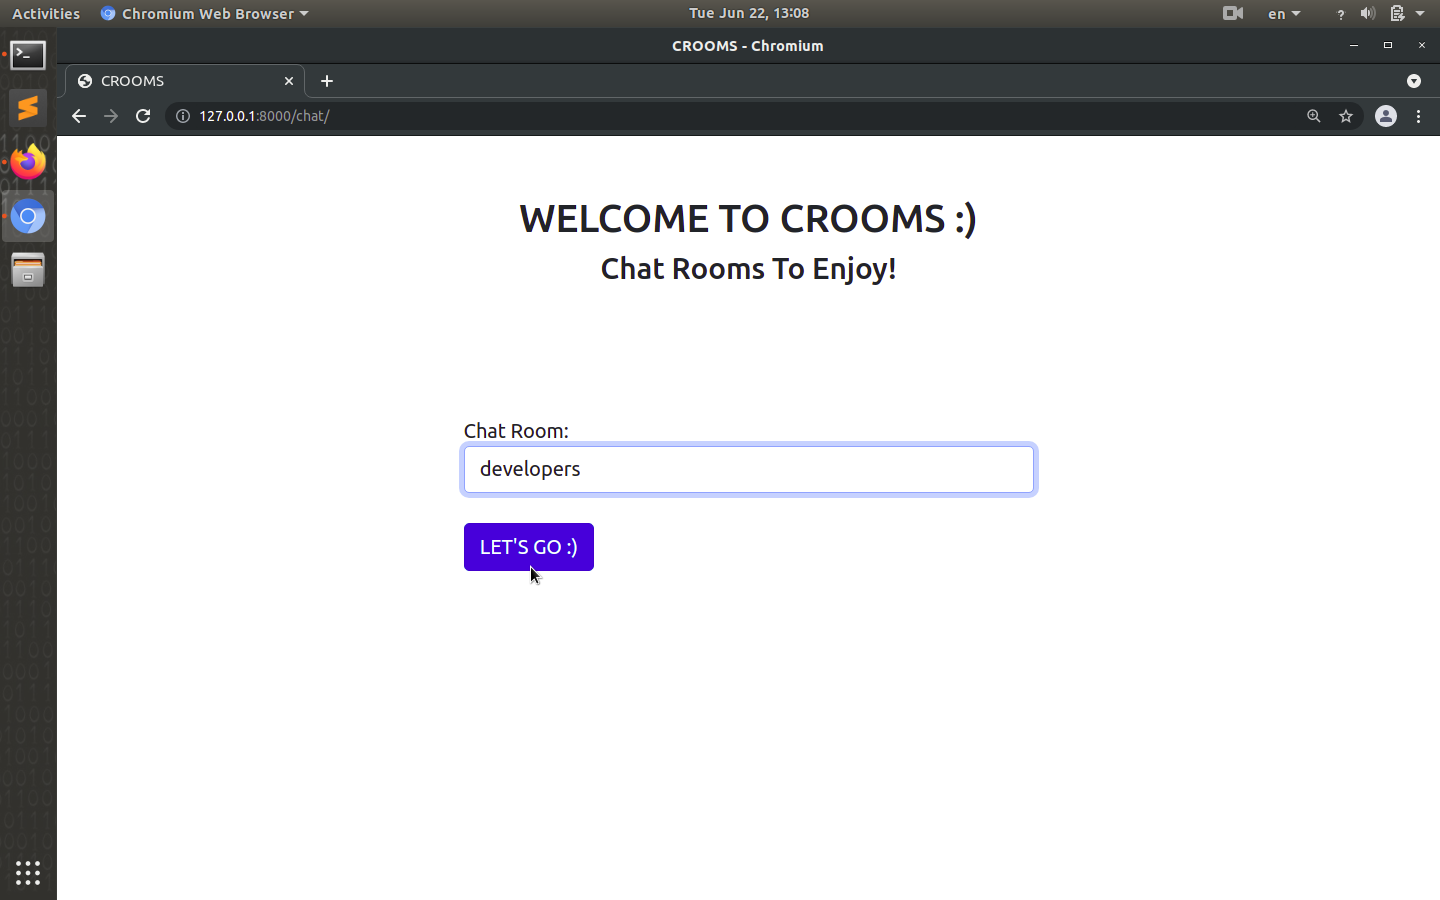 Activities
Chromium Web Browser
Tue Jun 22, 13:08
en
?
CROOMS - Chromium
CROOMS
127.0.0.1:8000/chat/
WELCOME TO CROOMS :)
Chat Rooms To Enjoy!
Chat Room:
developers
LET'S GO :)